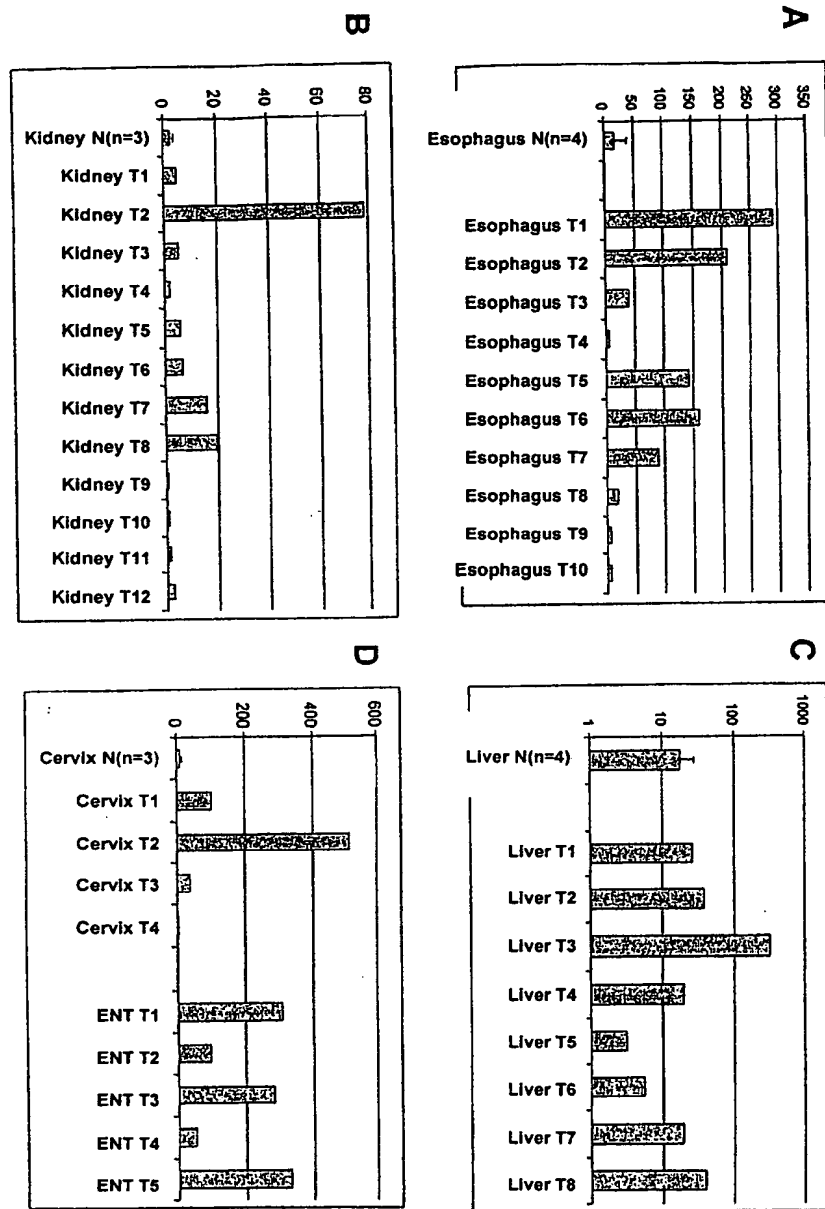 A
350
300
250
200
150
100
50
0
Esophagus N(n=4)
Esophagus T1
Esophagus T2
Esophagus T3
Esophagus T4
Esophagus T5
Esophagus T6
Esophagus T7
Esophagus T8
Esophagus T9
Esophagus T10
B
80
60
40
20
0
Kidney N(n=3)
Kidney T1
Kidney T2
Kidney T3
Kidney T4
Kidney T5
Kidney T6
Kidney T7
Kidney T8
Kidney T9
Kidney T10
Kidney T11
Kidney T12
C
1000
100
10
1
Liver N(n=4)
Liver T1
Liver T2
Liver T3
Liver T4
Liver T5
Liver T6
Liver T7
Liver T8
D
600
400
200
0
Cervix N(n=3)
Cervix T1
Cervix T2
Cervix T3
Cervix T4
ENT T1
ENT T2
ENT T3
ENT T4
ENT T5